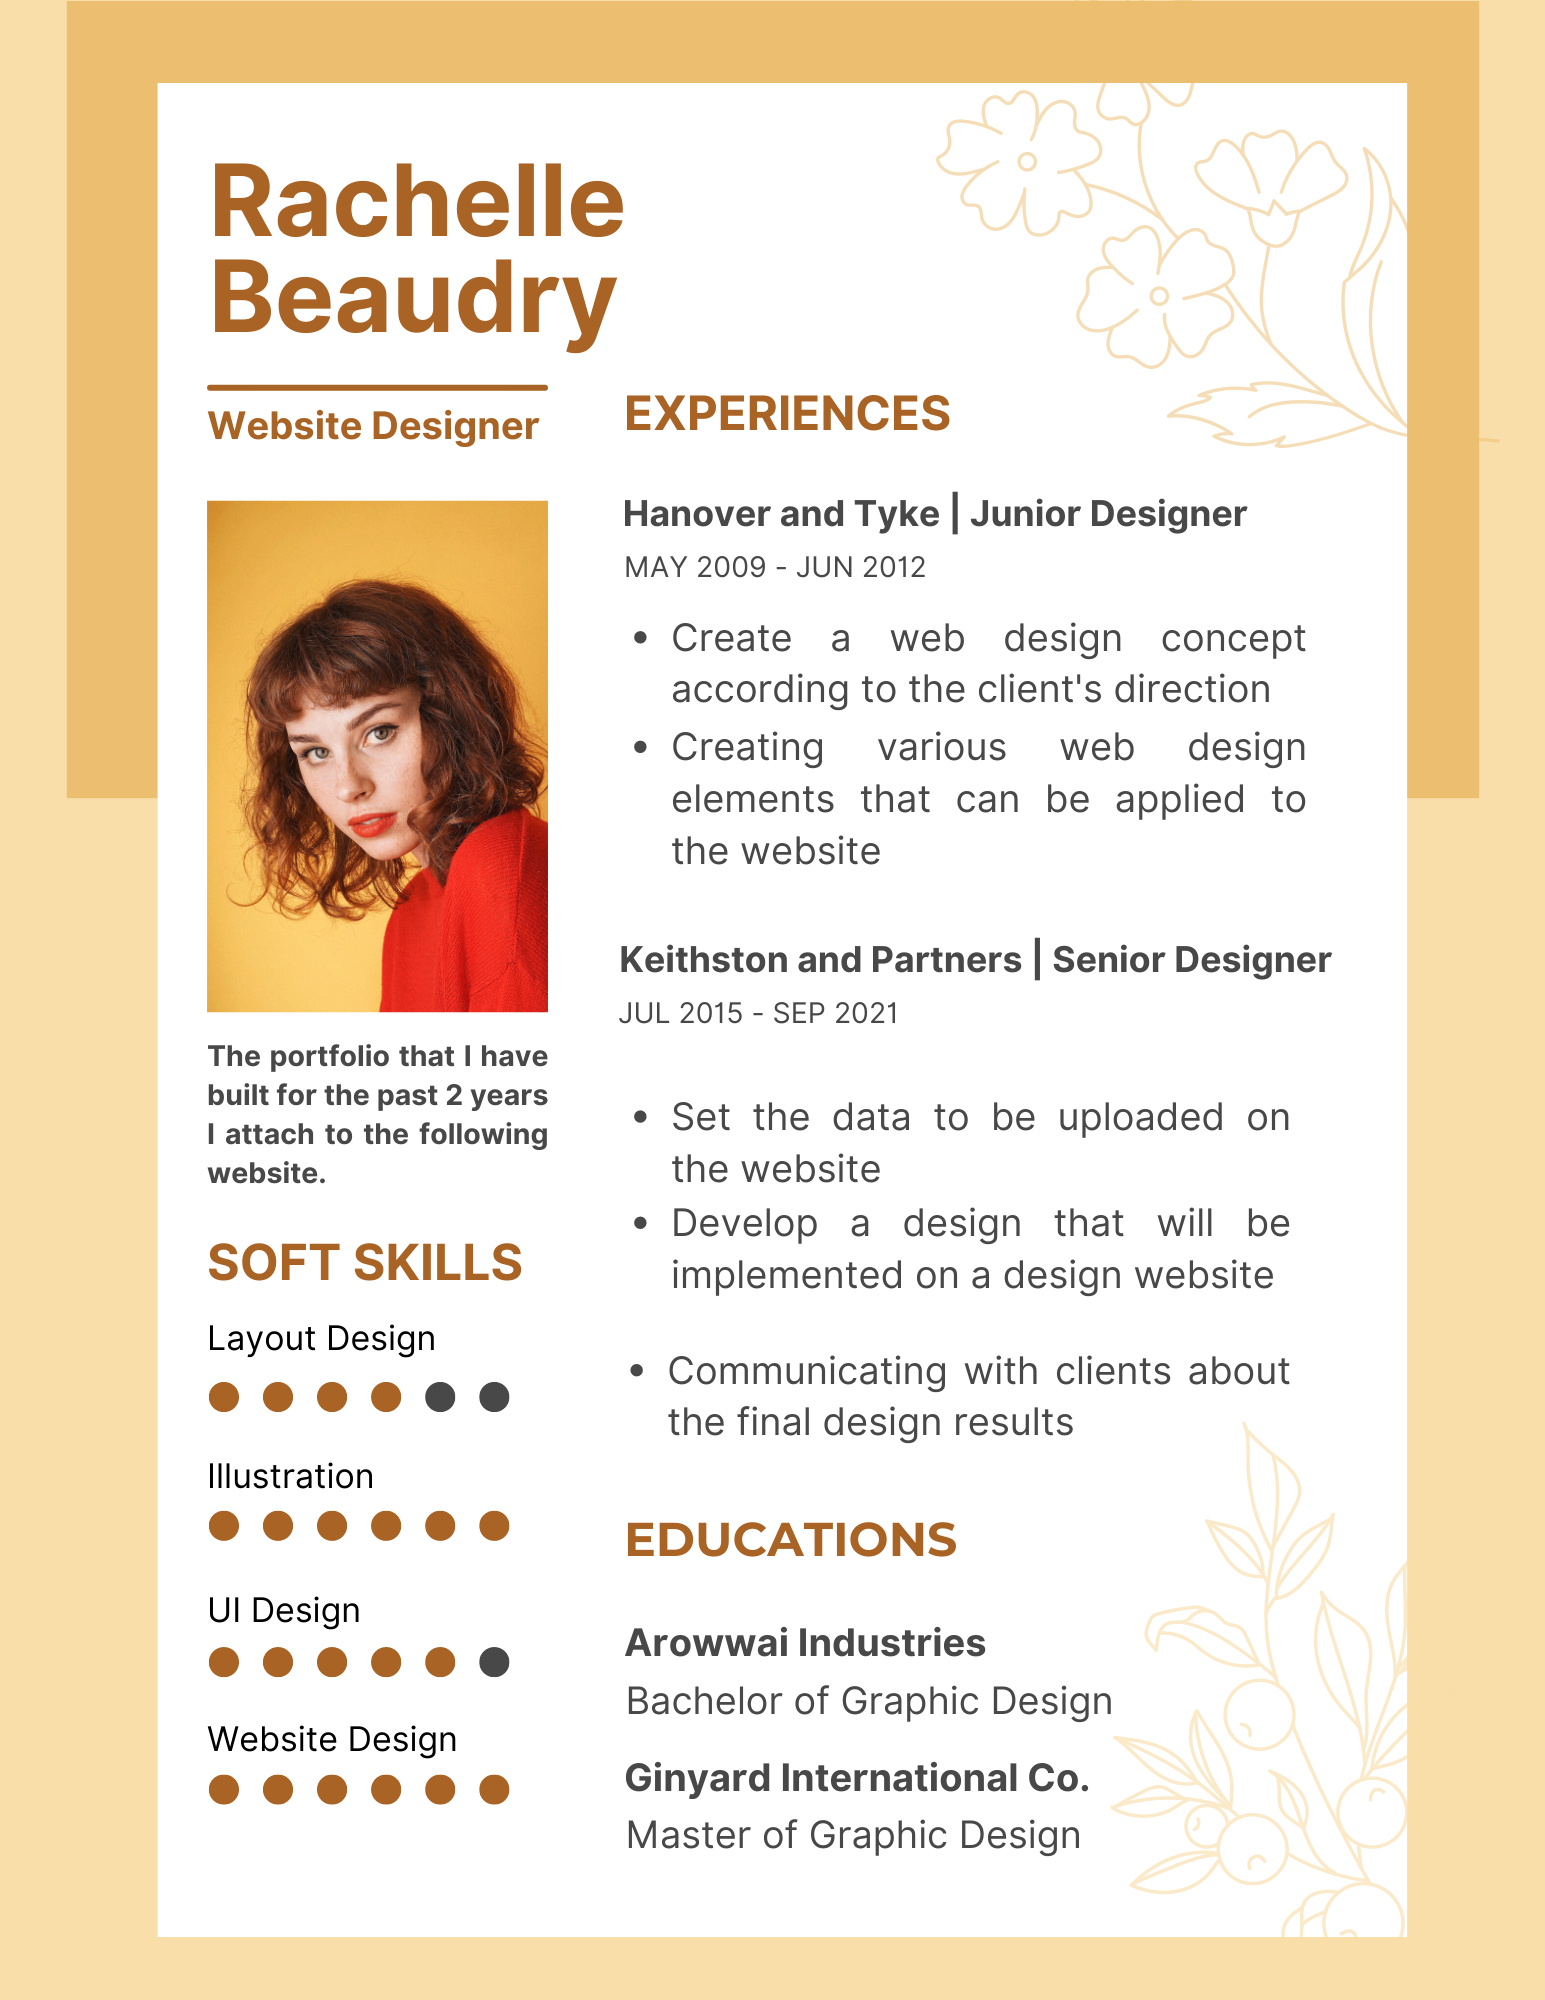 Rachelle
Beaudry
Website Designer
The portfolio that I have
built for the past 2 years
I attach to the following
website.
SOFT SKILLS
Layout Design
Illustration
UI Design
Website Design
EXPERIENCES
Hanover and Tyke | Junior Designer
MAY 2009 - JUN 2012
• Create a web design concept
according to the client's direction
• Creating various web design
elements that can be applied to
the website
Keithston and Partners | Senior Designer
JUL 2015 - SEP 2021
• Set the data to be uploaded on
the website
• Develop a design that will be
implemented on a design website
• Communicating with clients about
the final design results
EDUCATIONS
Arowwai Industries
Bachelor of Graphic Design
Ginyard International Co.
Master of Graphic Design